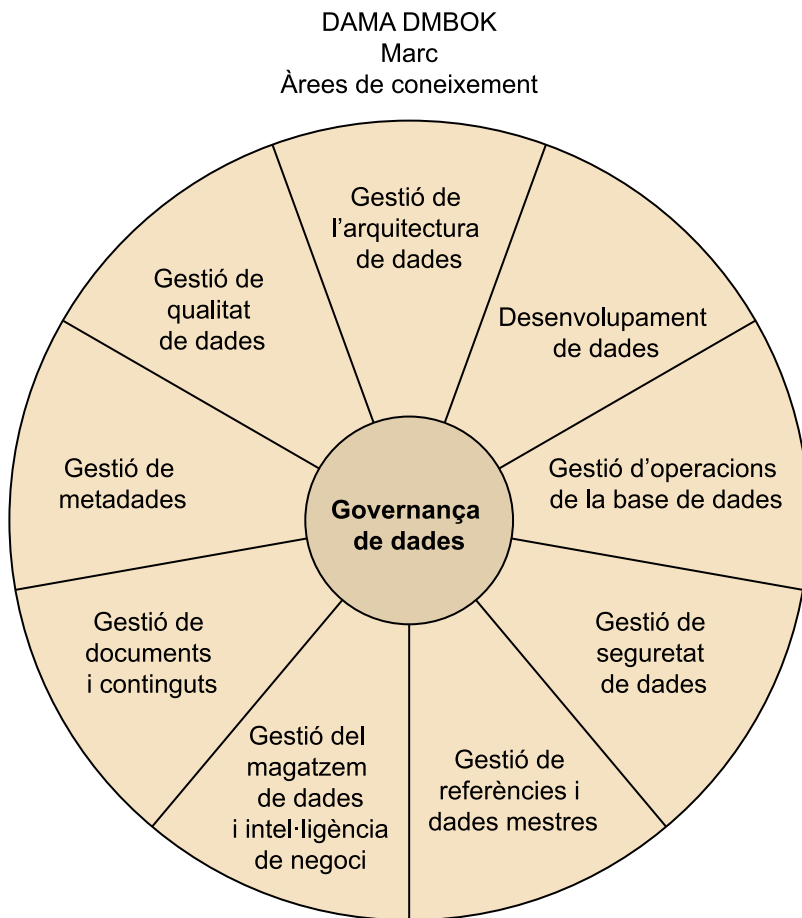 DAMA DMBOK
Marc
Àrees de coneixement
Gestió de
l’arquitectura
de dades
Desenvolupament
de dades
Gestió d’operacions
de la base de dades
Gestió de
seguretat
de dades
Gestió de
referències i
dades mestres
Gestió del
magatzem
de dades
i intel·ligència
de negoci
Gestió de
documents
i continguts
Gestió de
metadades
Gestió de
qualitat
de dades
Governança
de dades